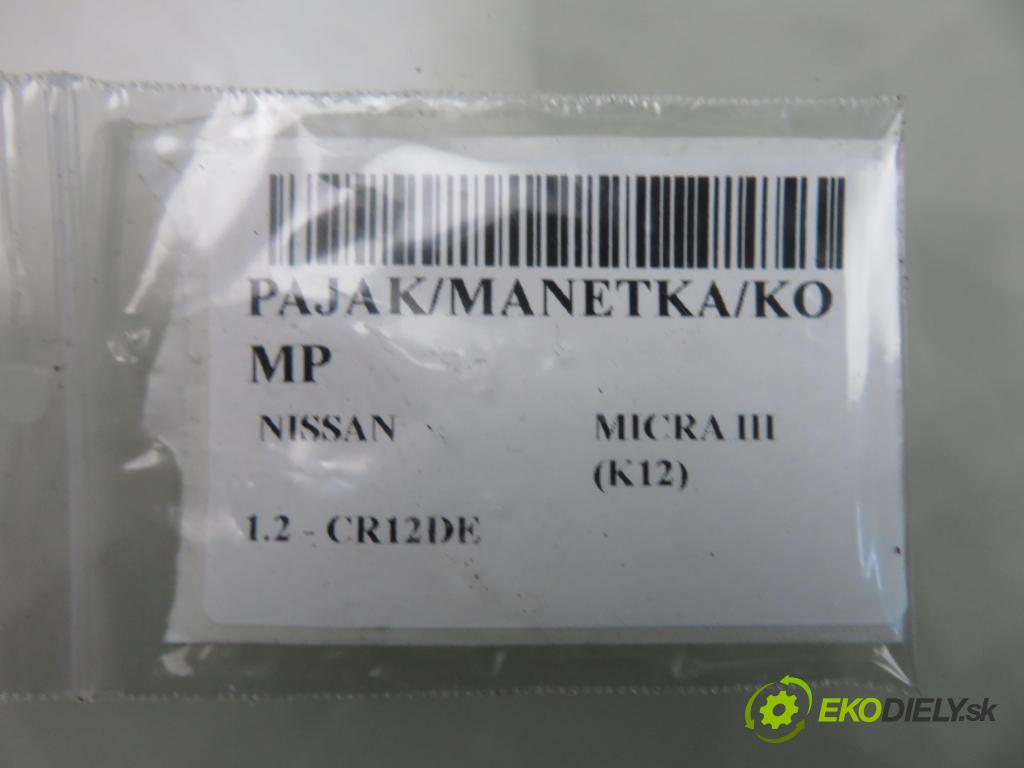 PAJAK/MANETKA/KO
MP
NISSAN MICRA III
(K12)
1.2 - CR12DE
EKODIELY.sk